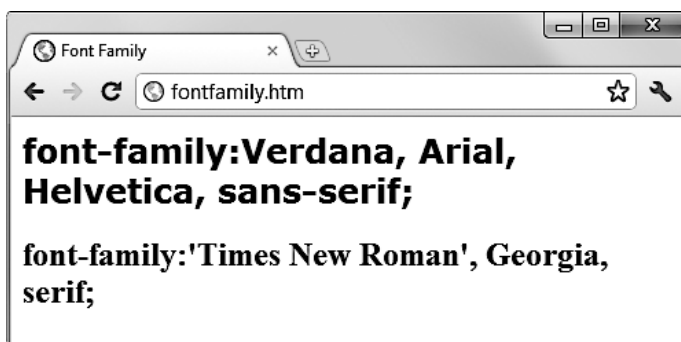 Font Family
fontfamily.htm
font-family:Verdana, Arial,
Helvetica, sans-serif;
font-family:'Times New Roman', Georgia,
serif;